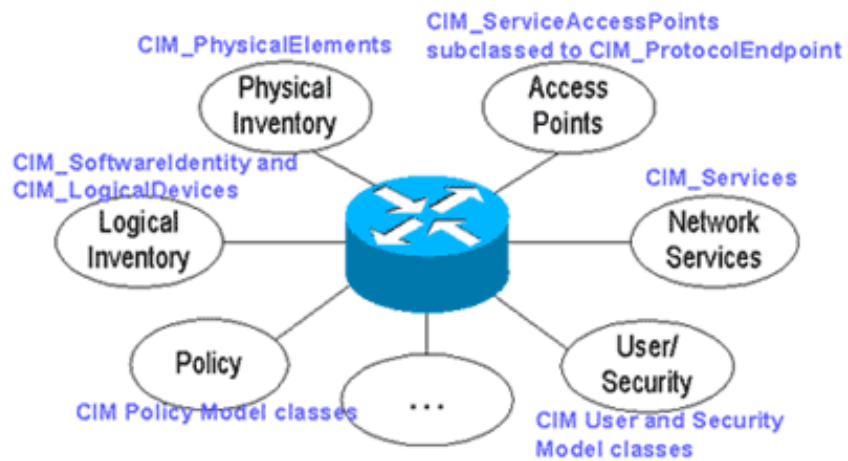 CIM_ServiceAccessPoints
subclassed to CIM_ProtocolEndpoint
CIM_PhysicalElements
Physical
Inventory
Access
Points
CIM_SoftwareIdentity and
CIM_LogicalDevices
Logical
Inventory
CIM_Services
Network
Services
Policy
CIM Policy Model classes
...
User/
Security
CIM User and Security
Model classes